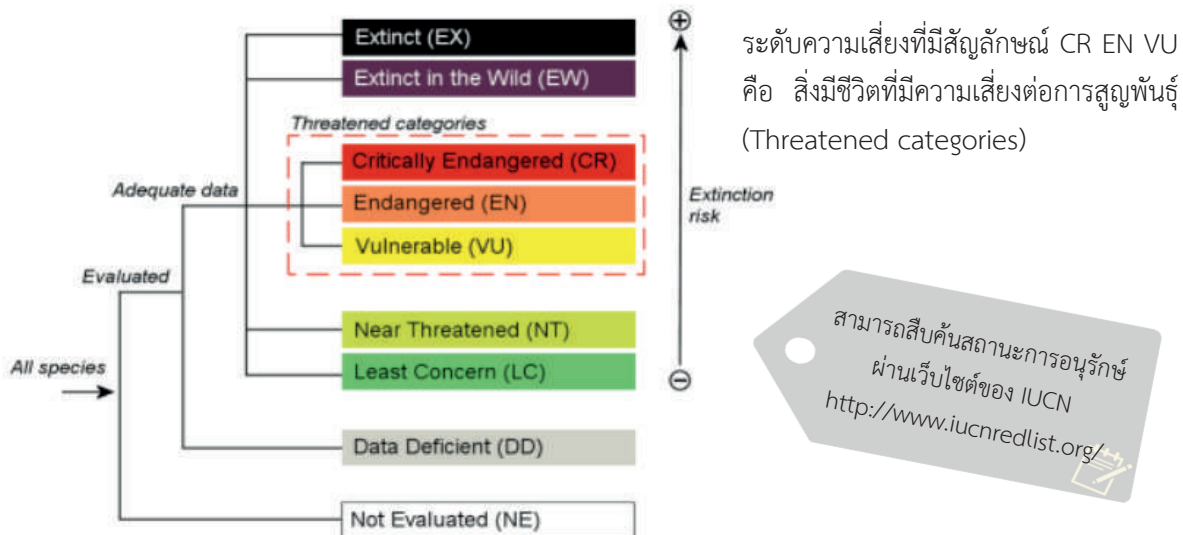 Extinct (EX)
Extinct in the Wild (EW)
Threatened categories
Critically Endangered (CR)
Adequate data
Endangered (EN)
Vulnerable (VU)
Evaluated
Near Threatened (NT)
All species
Least Concern (LC)
Data Deficient (DD)
Not Evaluated (NE)
Extinction
risk
ระดับความเสี่ยงที่มีสัญลักษณ์ CR EN VU
คือ สิ่งมีชีวิตที่มีความเสี่ยงต่อการสูญพันธุ์
(Threatened categories)
สามารถสืบค้นสถานะการอนุรักษ์
ผ่านเว็บไซต์ของ IUCN
http://www.iucnredlist.org/